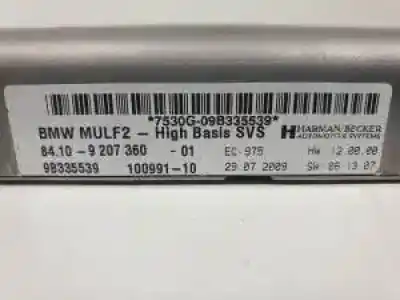 *7530G-09B335539*
BMW MULF2 - High Basis SVS HARMAN/BECKER
AUTOMOTIVE SYSTEMS
84.10-9 207 360 -01 EC-975 HW 12.00.00
9B335539 100991-10 29 07 2009 SW 06 13 07